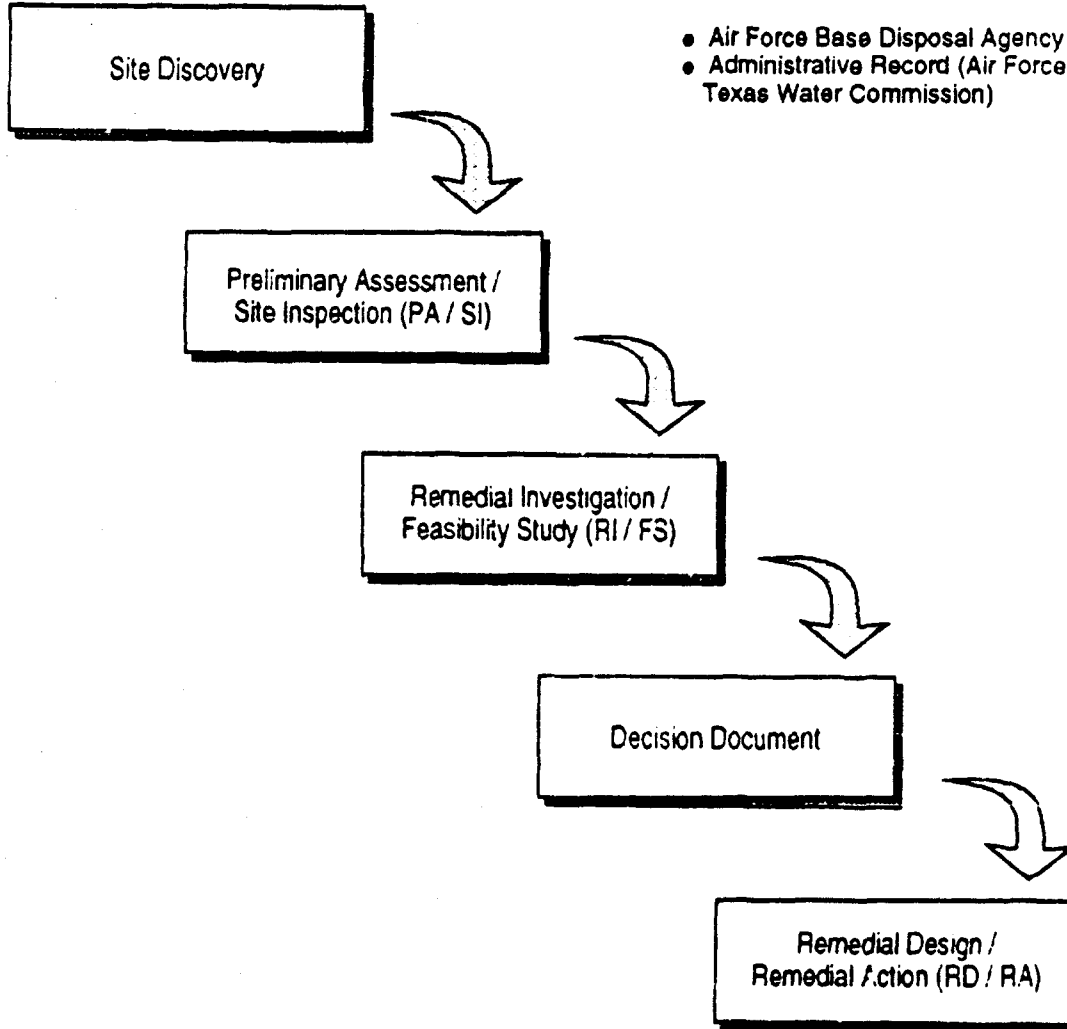 Site Discovery
● Air Force Base Disposal Agency
● Administrative Record (Air Force
Texas Water Commission)
Preliminary Assessment /
Site Inspection (PA / SI)
Remedial Investigation /
Feasibility Study (RI / FS)
Decision Document
Remedial Design /
Remedial Action (RD / RA)